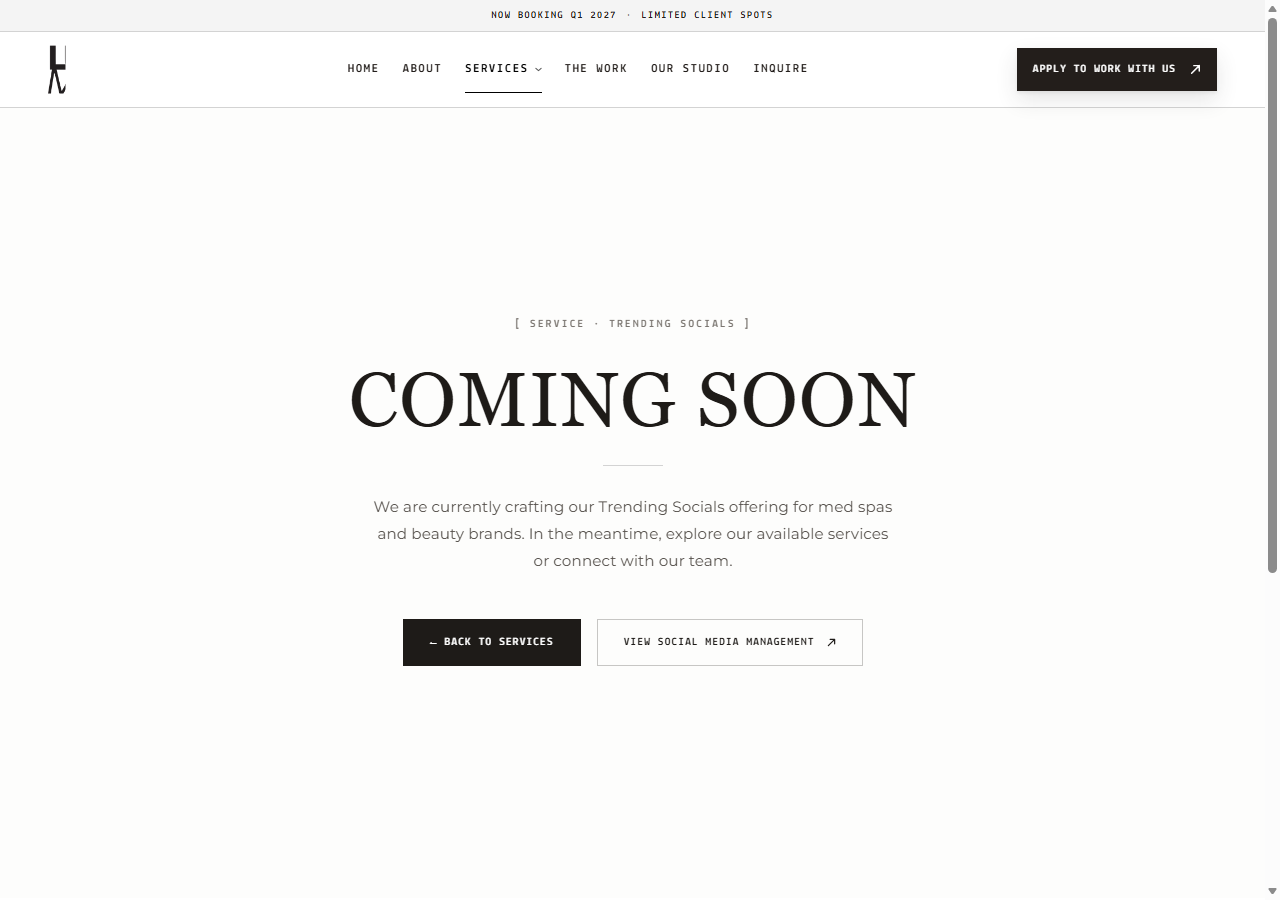 NOW BOOKING Q1 2027 · LIMITED CLIENT SPOTS
HOME ABOUT SERVICES THE WORK OUR STUDIO INQUIRE
APPLY TO WORK WITH US ↗
[ SERVICE · TRENDING SOCIALS ]
COMING SOON
We are currently crafting our Trending Socials offering for med spas
and beauty brands. In the meantime, explore our available services
or connect with our team.
← BACK TO SERVICES
VIEW SOCIAL MEDIA MANAGEMENT ↗